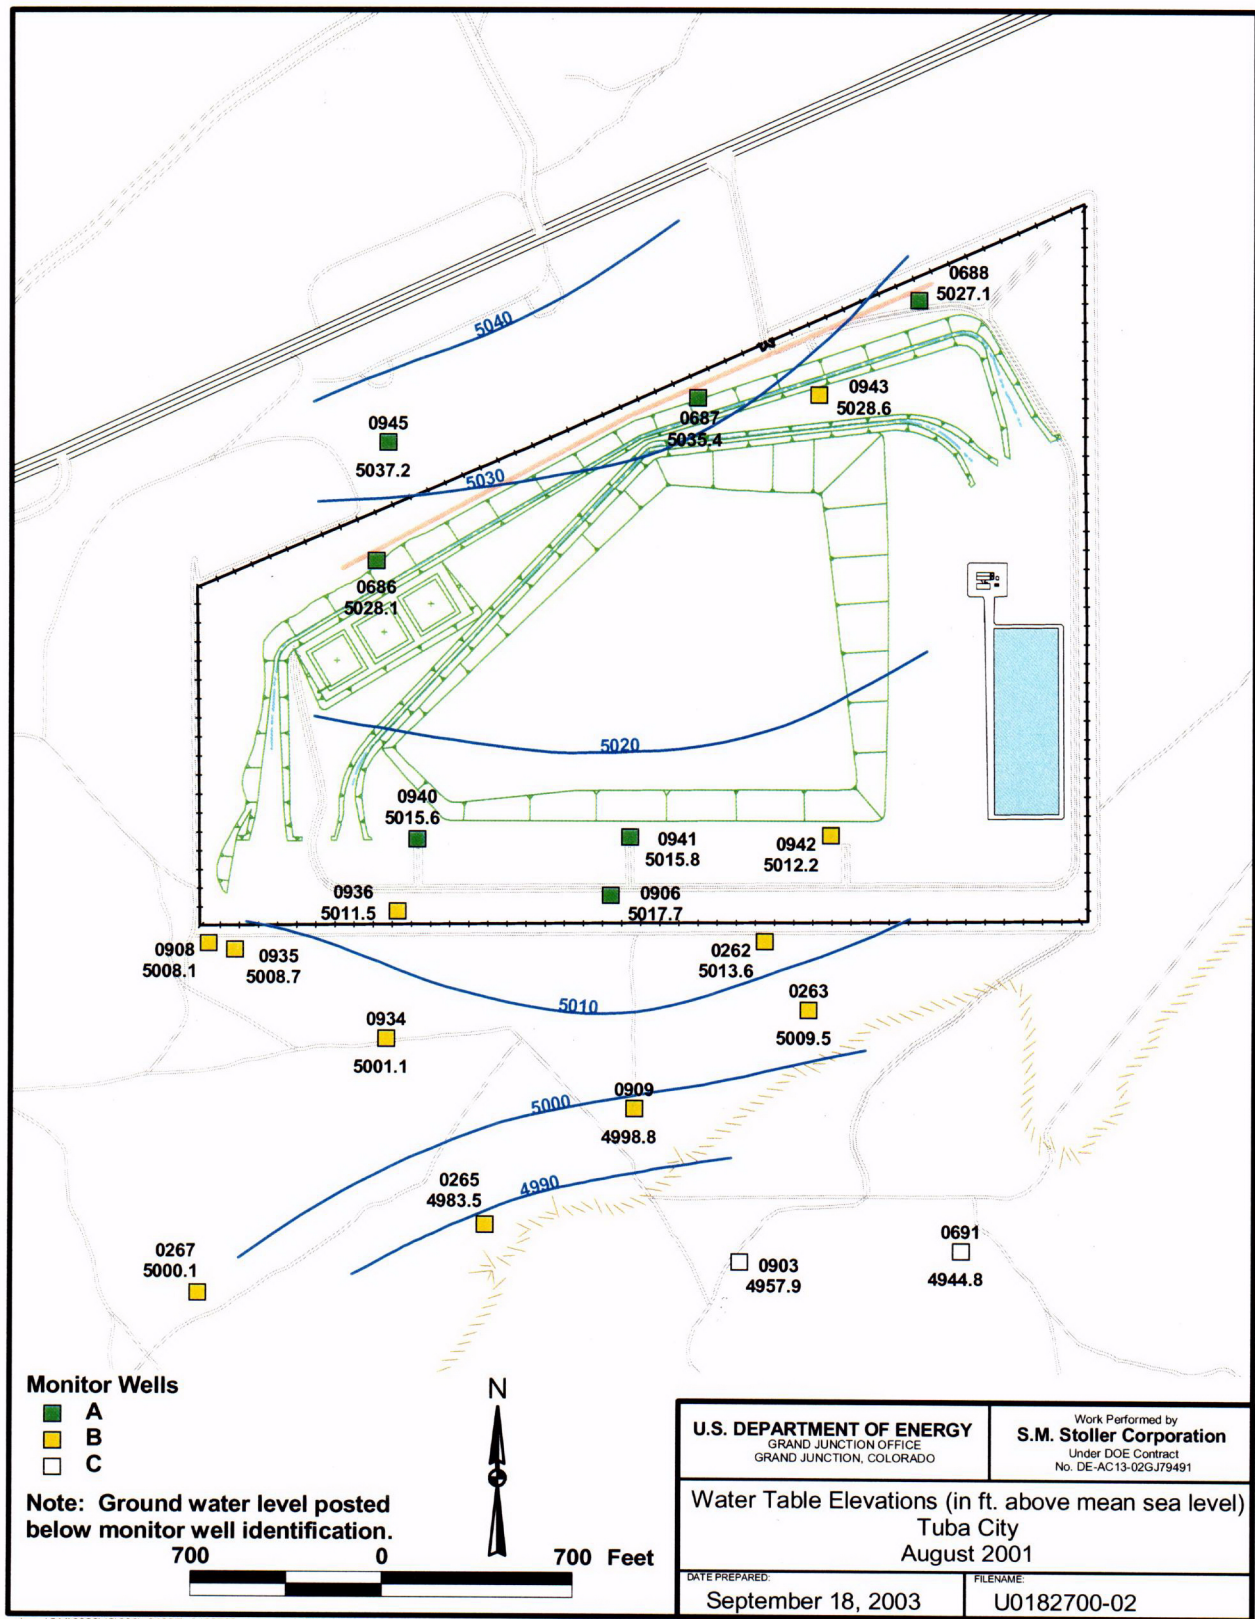 5040
0688
5027.1
0943
5028.6
0687
5035.4
0945
5037.2
5030
0686
5028.1
5020
0940
5015.6
0941
5015.8
0942
5012.2
0936
5011.5
0906
5017.7
0908
5008.1
0935
5008.7
0262
5013.6
0263
5009.5
5010
0934
5001.1
5000
0909
4998.8
0265
4983.5
4990
0267
5000.1
0903
4957.9
0691
4944.8
Monitor Wells
A
B
C
Note: Ground water level posted
below monitor well identification.
N
700 0 700 Feet
U.S. DEPARTMENT OF ENERGY
GRAND JUNCTION OFFICE
GRAND JUNCTION, COLORADO
Work Performed by
S.M. Stoller Corporation
Under DOE Contract
No. DE-AC13-02GJ79491
Water Table Elevations (in ft. above mean sea level)
Tuba City
August 2001
DATE PREPARED:
September 18, 2003
FILENAME:
U0182700-02